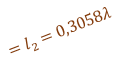 = l₂ = 0,3058λ